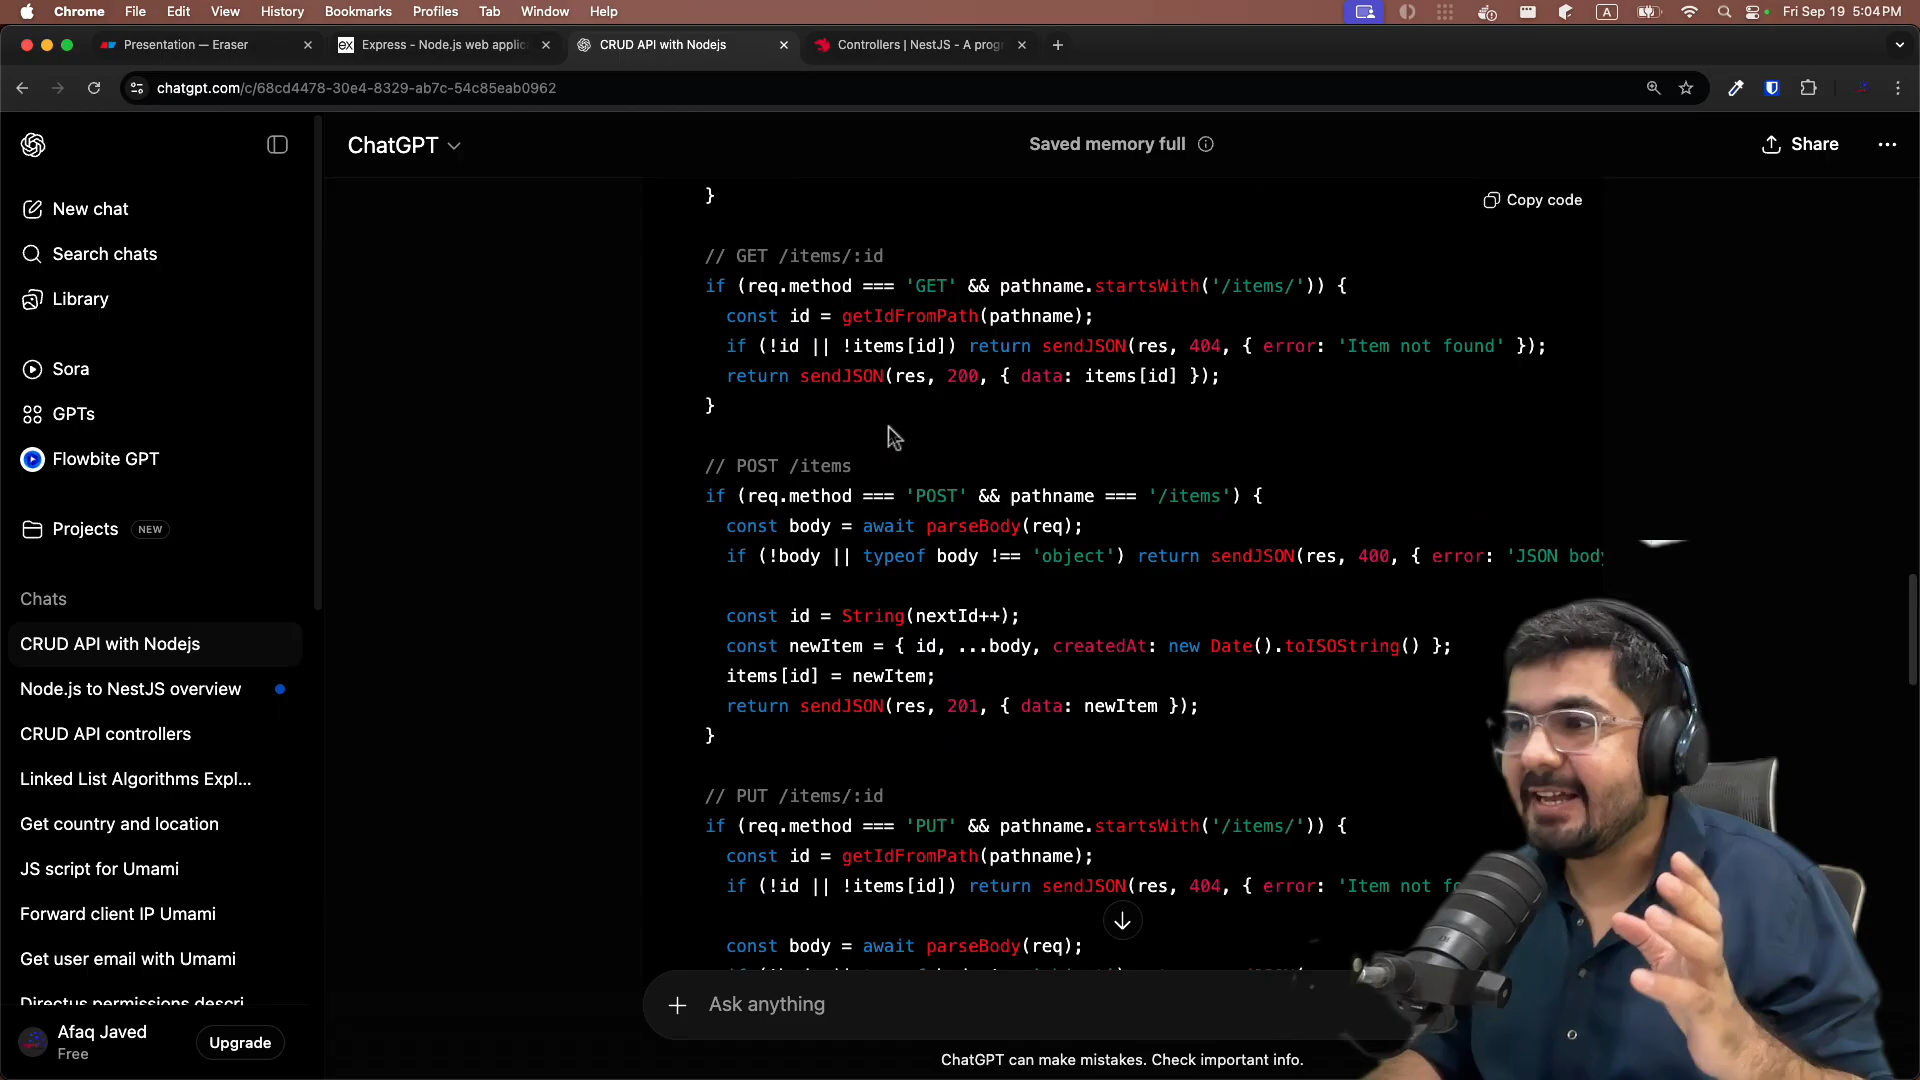 Chrome File Edit View History Bookmarks Profiles Tab Window Help
A
Fri Sep 19 5:04 PM
Presentation — Eraser
ex Express - Node.js web applic
CRUD API with Nodejs
Controllers | NestJS - A prog
chatgpt.com/c/68cd4478-30e4-8329-ab7c-54c85eab0962
ChatGPT
Saved memory full
Share
New chat
Search chats
Library
Sora
GPTs
Flowbite GPT
Projects NEW
Chats
CRUD API with Nodejs
Node.js to NestJS overview
CRUD API controllers
Linked List Algorithms Expl...
Get country and location
JS script for Umami
Forward client IP Umami
Get user email with Umami
Directus permissions descri
Afaq Javed
Free
Upgrade
}
Copy code
// GET /items/:id
if (req.method === 'GET' && pathname.startsWith('/items/')) {
const id = getIdFromPath(pathname);
if (!id || !items[id]) return sendJSON(res, 404, { error: 'Item not found' });
return sendJSON(res, 200, { data: items[id] });
}
// POST /items
if (req.method === 'POST' && pathname === '/items') {
const body = await parseBody(req);
if (!body || typeof body !== 'object') return sendJSON(res, 400, { error: 'JSON body
const id = String(nextId++);
const newItem = { id, ...body, createdAt: new Date().toISOString() };
items[id] = newItem;
return sendJSON(res, 201, { data: newItem });
}
// PUT /items/:id
if (req.method === 'PUT' && pathname.startsWith('/items/')) {
const id = getIdFromPath(pathname);
if (!id || !items[id]) return sendJSON(res, 404, { error: 'Item not fo
const body = await parseBody(req);
Ask anything
ChatGPT can make mistakes. Check important info.